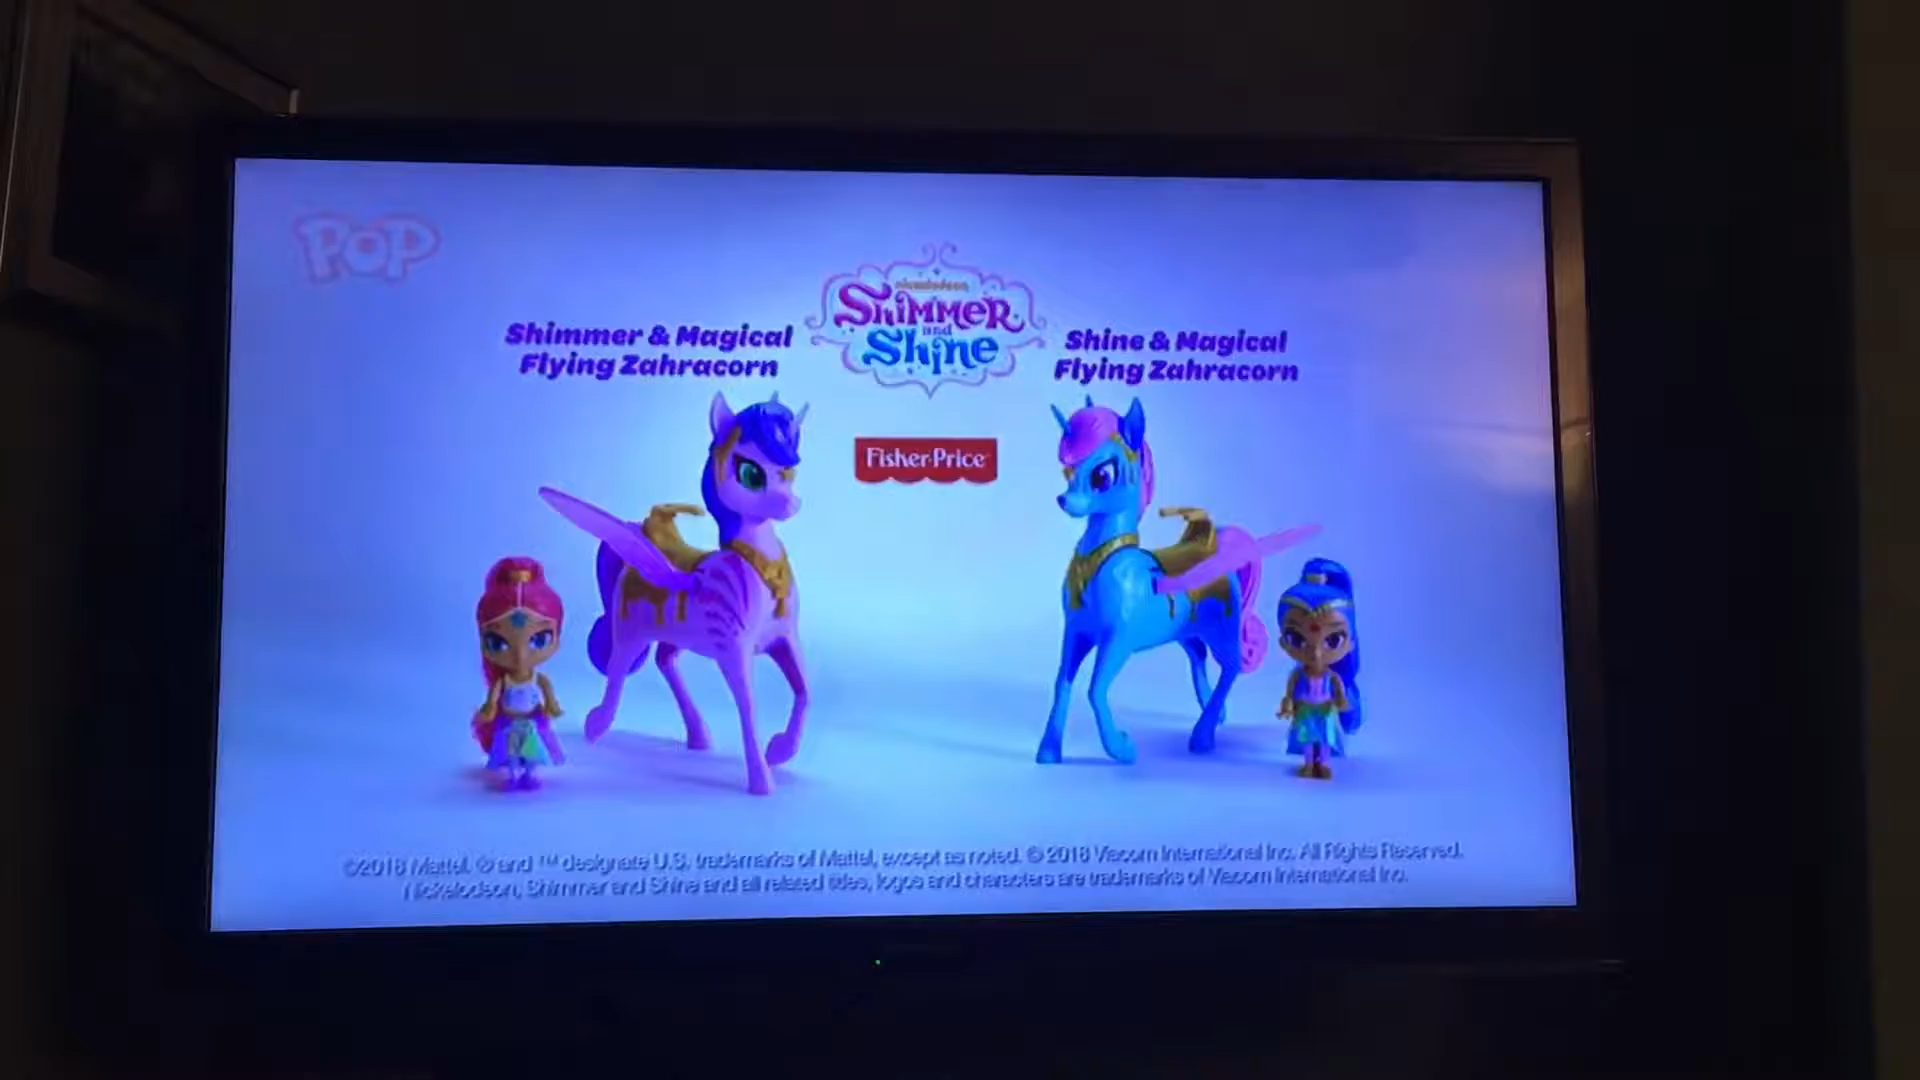 POP
nickelodeon
Shimmer
and
Shine
Shimmer & Magical
Flying Zahracorn
Shine & Magical
Flying Zahracorn
Fisher-Price
©2018 Mattel. ® and ™ designate U.S. trademarks of Mattel, except as noted. © 2018 Viacom International Inc. All Rights Reserved.
Nickelodeon, Shimmer and Shine and all related titles, logos and characters are trademarks of Viacom International Inc.